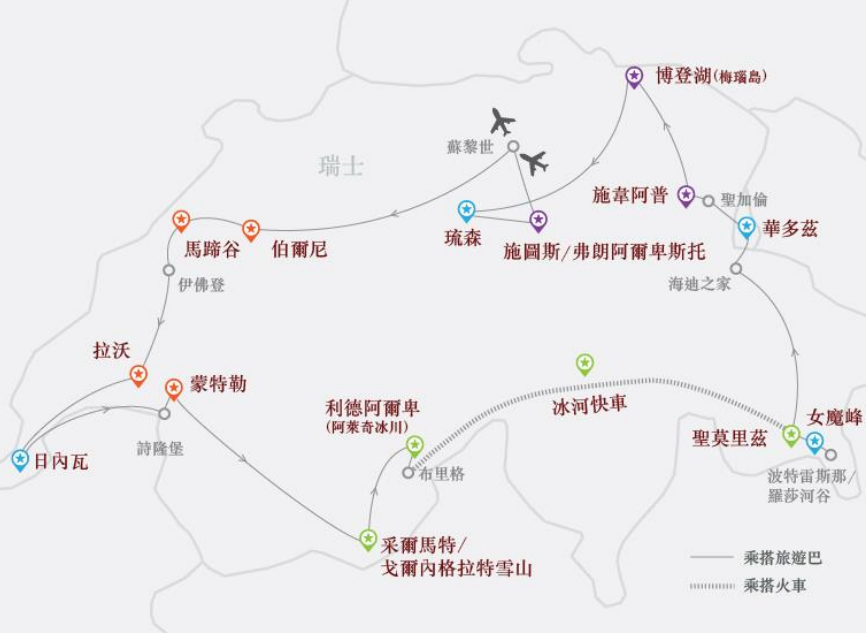 博登湖(梅瑙島)
蘇黎世
瑞士
施韋阿普
聖加倫
馬蹄谷
伯爾尼
琉森
施圖斯/弗朗阿爾卑斯托
華多茲
伊佛登
海迪之家
拉沃
蒙特勒
利德阿爾卑
(阿萊奇冰川)
冰河快車
聖莫里茲
女魔峰
日內瓦
詩隆堡
布里格
波特雷斯那/
羅莎河谷
采爾馬特/
戈爾內格拉特雪山
乘搭旅遊巴
乘搭火車